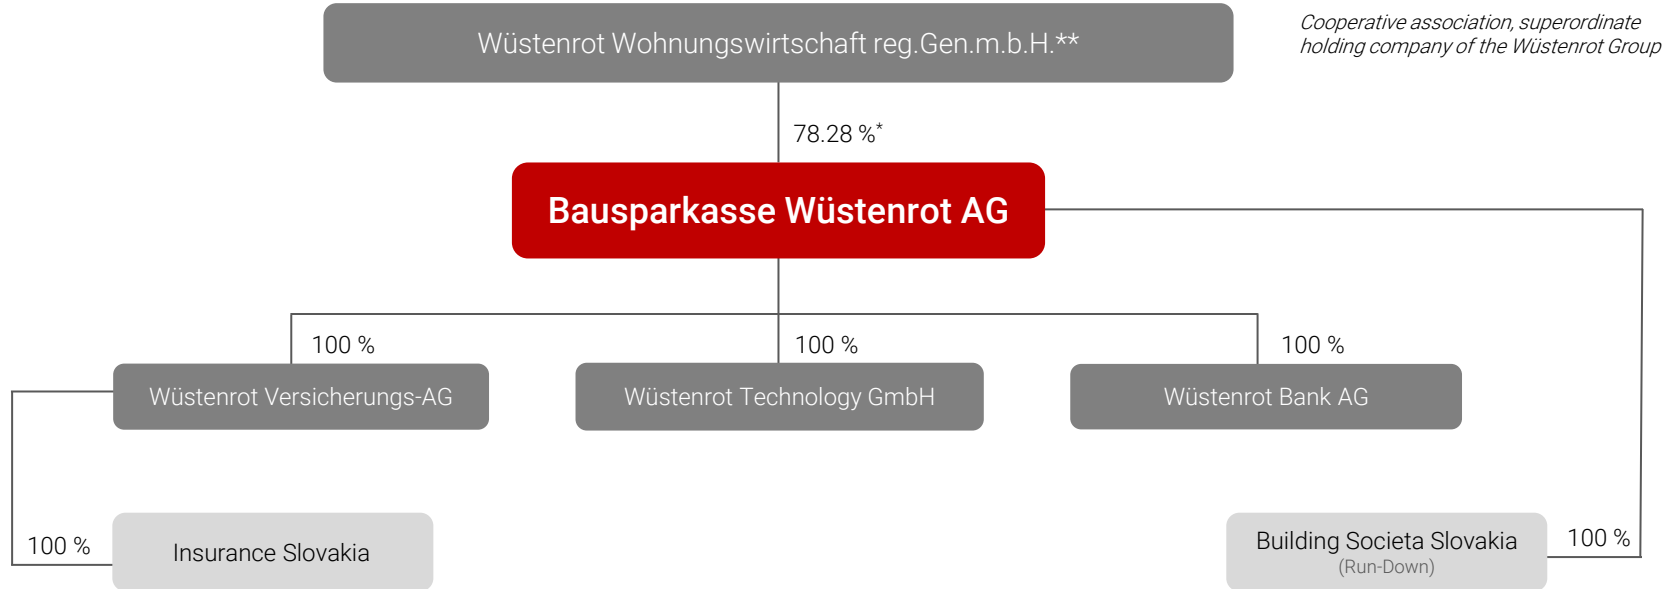 Wüstenrot Wohnungswirtschaft reg.Gen.m.b.H.**
Cooperative association, superordinate
holding company of the Wüstenrot Group
78.28 %*
Bausparkasse Wüstenrot AG
100 %
100 %
100 %
Wüstenrot Versicherungs-AG
Wüstenrot Technology GmbH
Wüstenrot Bank AG
100 %
Insurance Slovakia
Building Societa Slovakia
(Run-Down)
100 %